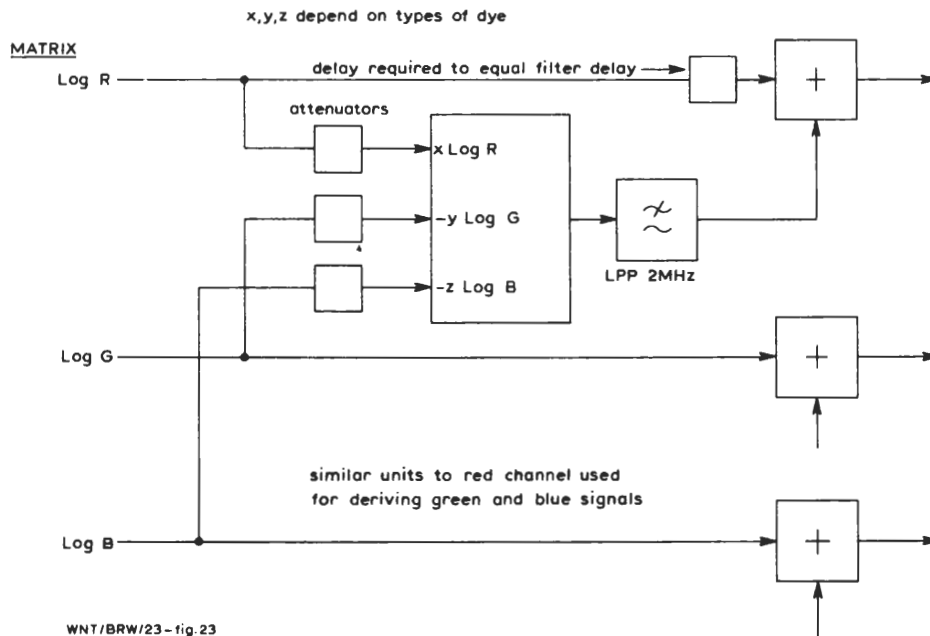 x,y,z depend on types of dye
MATRIX
Log R
delay required to equal filter delay
+
attenuators
x Log R
-y Log G
-z Log B
LPP 2MHz
Log G
+
similar units to red channel used
for deriving green and blue signals
Log B
+
WNT/BRW/23-fig.23